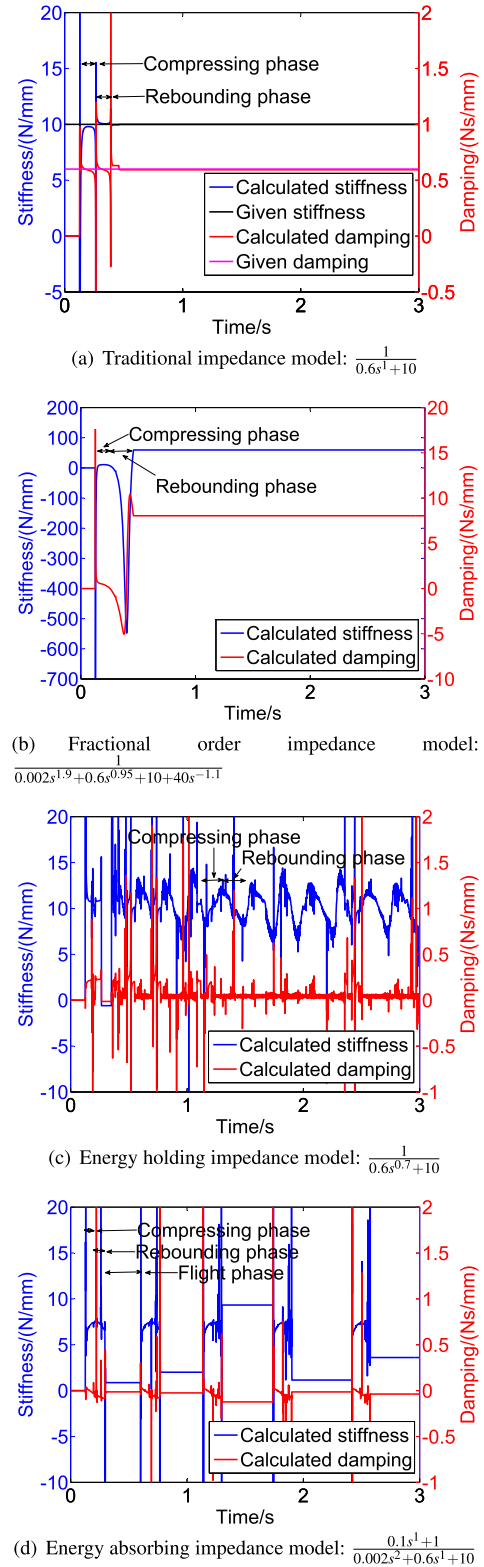 20
15
10
5
0
-5
Stiffness/(N/mm)
2
1.5
1
0.5
0
-0.5
Damping/(Ns/mm)
Compressing phase
Rebounding phase
Calculated stiffness
Given stiffness
Calculated damping
Given damping
0 1 2 3
Time/s
(a) Traditional impedance model: \frac{1}{0.6s^1+10}
200
100
0
-100
-200
-300
-400
-500
-600
-700
Stiffness/(N/mm)
20
15
10
5
0
-5
-10
Damping/(Ns/mm)
Compressing phase
Rebounding phase
Calculated stiffness
Calculated damping
0 1 2 3
Time/s
(b) Fractional order impedance model:
\frac{1}{0.002s^{1.9}+0.6s^{0.95}+10+40s^{-1.1}}
20
15
10
5
0
-5
-10
Stiffness/(N/mm)
2
1.5
1
0.5
0
-0.5
-1
Damping/(Ns/mm)
Compressing phase
Rebounding phase
Calculated stiffness
Calculated damping
0 1 2 3
Time/s
(c) Energy holding impedance model: \frac{1}{0.6s^{0.7}+10}
20
15
10
5
0
-5
-10
Stiffness/(N/mm)
2
1.5
1
0.5
0
-0.5
-1
Damping/(Ns/mm)
Compressing phase
Rebounding phase
Flight phase
Calculated stiffness
Calculated damping
0 1 2 3
Time/s
(d) Energy absorbing impedance model: \frac{0.1s^1+1}{0.002s^2+0.6s^1+10}